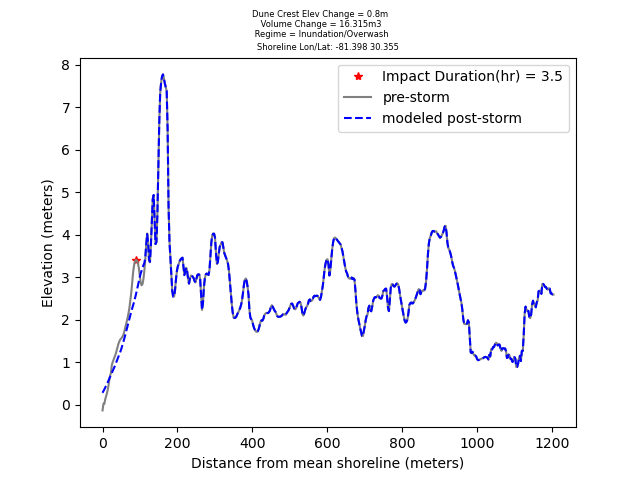 Dune Crest Elev Change = 0.8m
Volume Change = 16.315m3
Regime = Inundation/Overwash
Shoreline Lon/Lat: -81.398 30.355
Impact Duration(hr) = 3.5
pre-storm
modeled post-storm
8
7
6
5
4
3
2
1
0
Elevation (meters)
0 200 400 600 800 1000 1200
Distance from mean shoreline (meters)